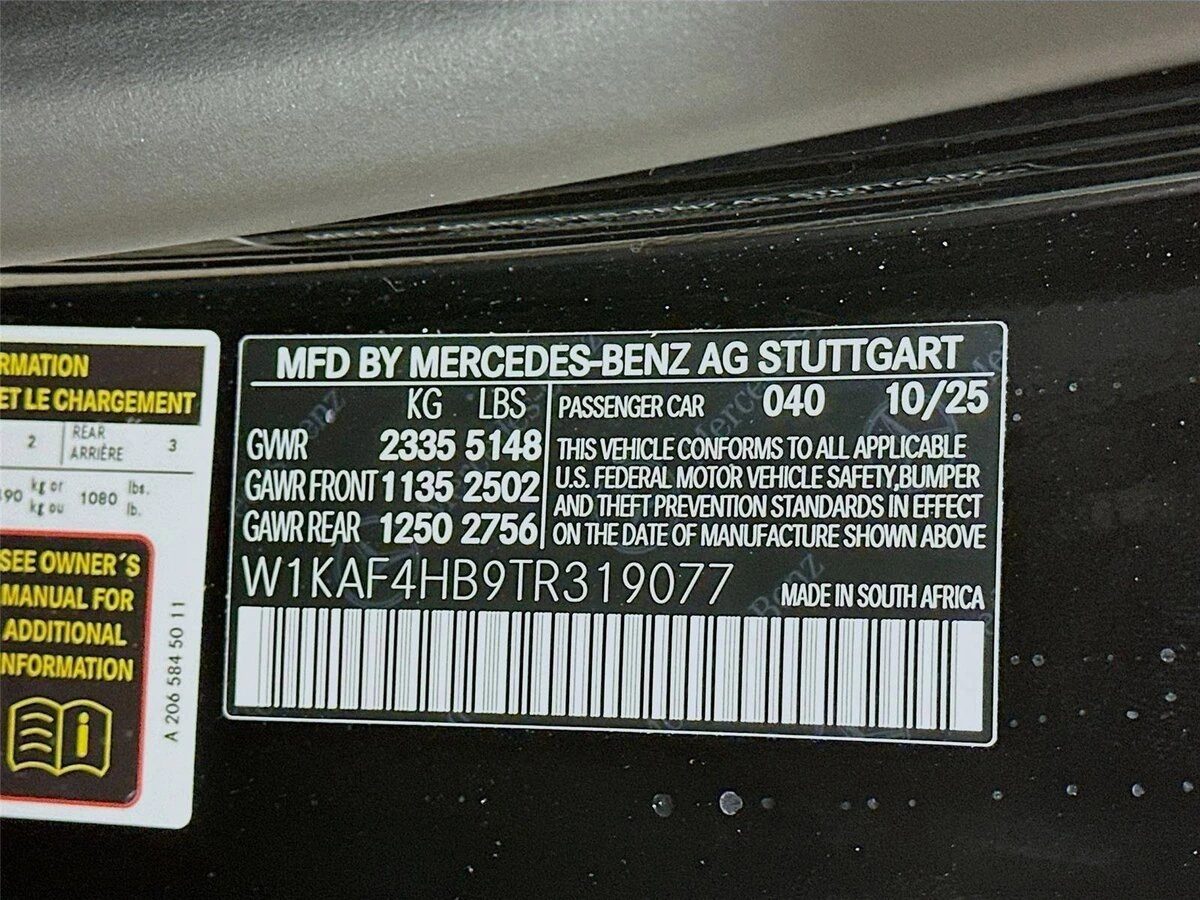 RMATION
ET LE CHARGEMENT
2 REAR ARRIÈRE 3
90 kg or kg ou 1080 lbs. lb.
SEE OWNER´S
MANUAL FOR
ADDITIONAL
INFORMATION
A 206 584 50 11
MFD BY MERCEDES-BENZ AG STUTTGART
KG LBS
GVWR 2335 5148
GAWR FRONT 1135 2502
GAWR REAR 1250 2756
PASSENGER CAR 040 10/25
THIS VEHICLE CONFORMS TO ALL APPLICABLE
U.S. FEDERAL MOTOR VEHICLE SAFETY,BUMPER
AND THEFT PREVENTION STANDARDS IN EFFECT
ON THE DATE OF MANUFACTURE SHOWN ABOVE
W1KAF4HB9TR319077 MADE IN SOUTH AFRICA